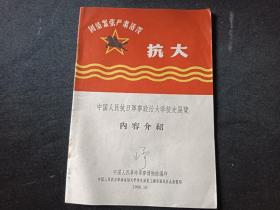 团结紧张严肃活泼
抗大
中国人民抗日军事政治大学校史展览
内容介绍
中国人民革命军事博物馆编印
1966.10